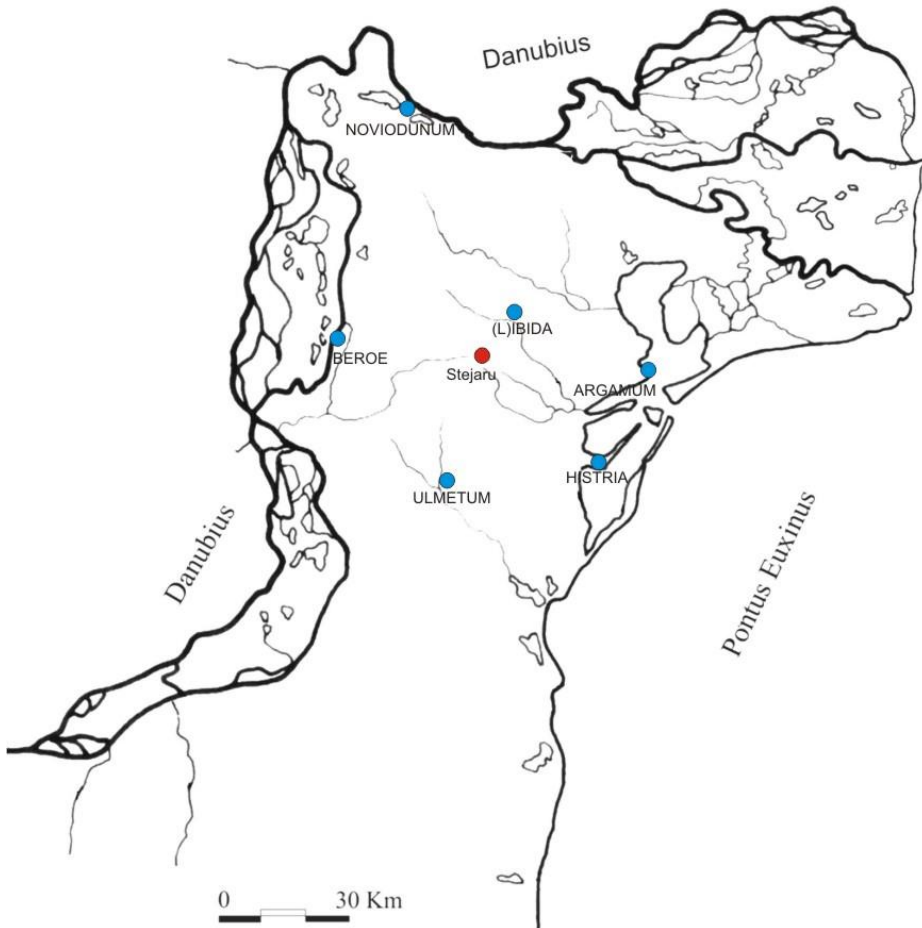 Danubius
NOVIODUNUM
(L)IBIDA
BEROE
Stejaru
ARGAMUM
HISTRIA
ULMETUM
Danubius
Pontus Euxinus
0 30 Km